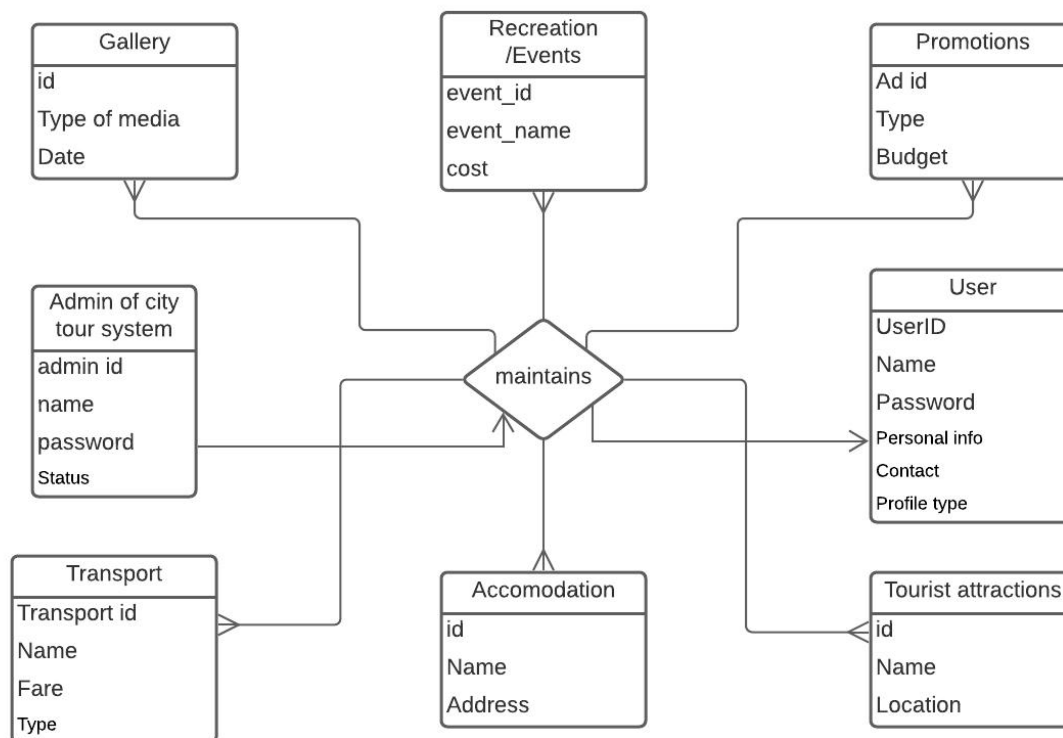 Gallery
id
Type of media
Date
Recreation
/Events
event_id
event_name
cost
Promotions
Ad id
Type
Budget
Admin of city
tour system
admin id
name
password
Status
maintains
User
UserID
Name
Password
Personal info
Contact
Profile type
Transport
Transport id
Name
Fare
Type
Accomodation
id
Name
Address
Tourist attractions
id
Name
Location